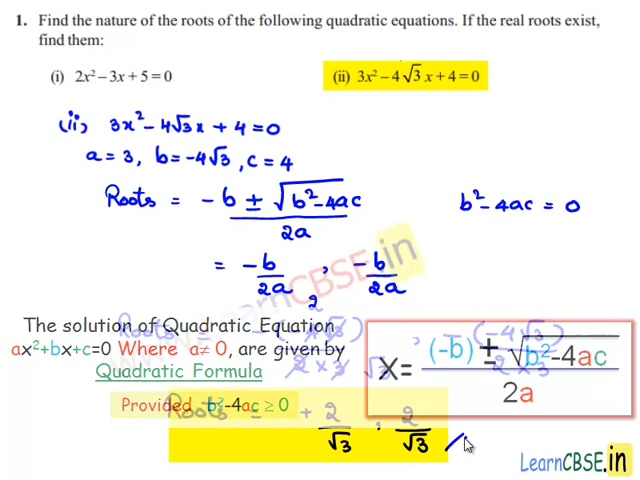 1. Find the nature of the roots of the following quadratic equations. If the real roots exist,
find them:
(i) 2x² – 3x + 5 = 0
(ii) 3x² – 4√3 x + 4 = 0
(ii) 3x² – 4√3x + 4 = 0
a = 3, b = –4√3, c = 4
Roots = –b ± √b² – 4ac / 2a
b² – 4ac = 0
= –b/2a , –b/2a
LearnCBSE.in
The solution of Quadratic Equation
ax²+bx+c=0 Where a≠ 0, are given by
Quadratic Formula
Provided b²-4ac ≥ 0
x= (-b) ± √b²-4ac / 2a
Roots = + 2/√3 , 2/√3
LearnCBSE.in